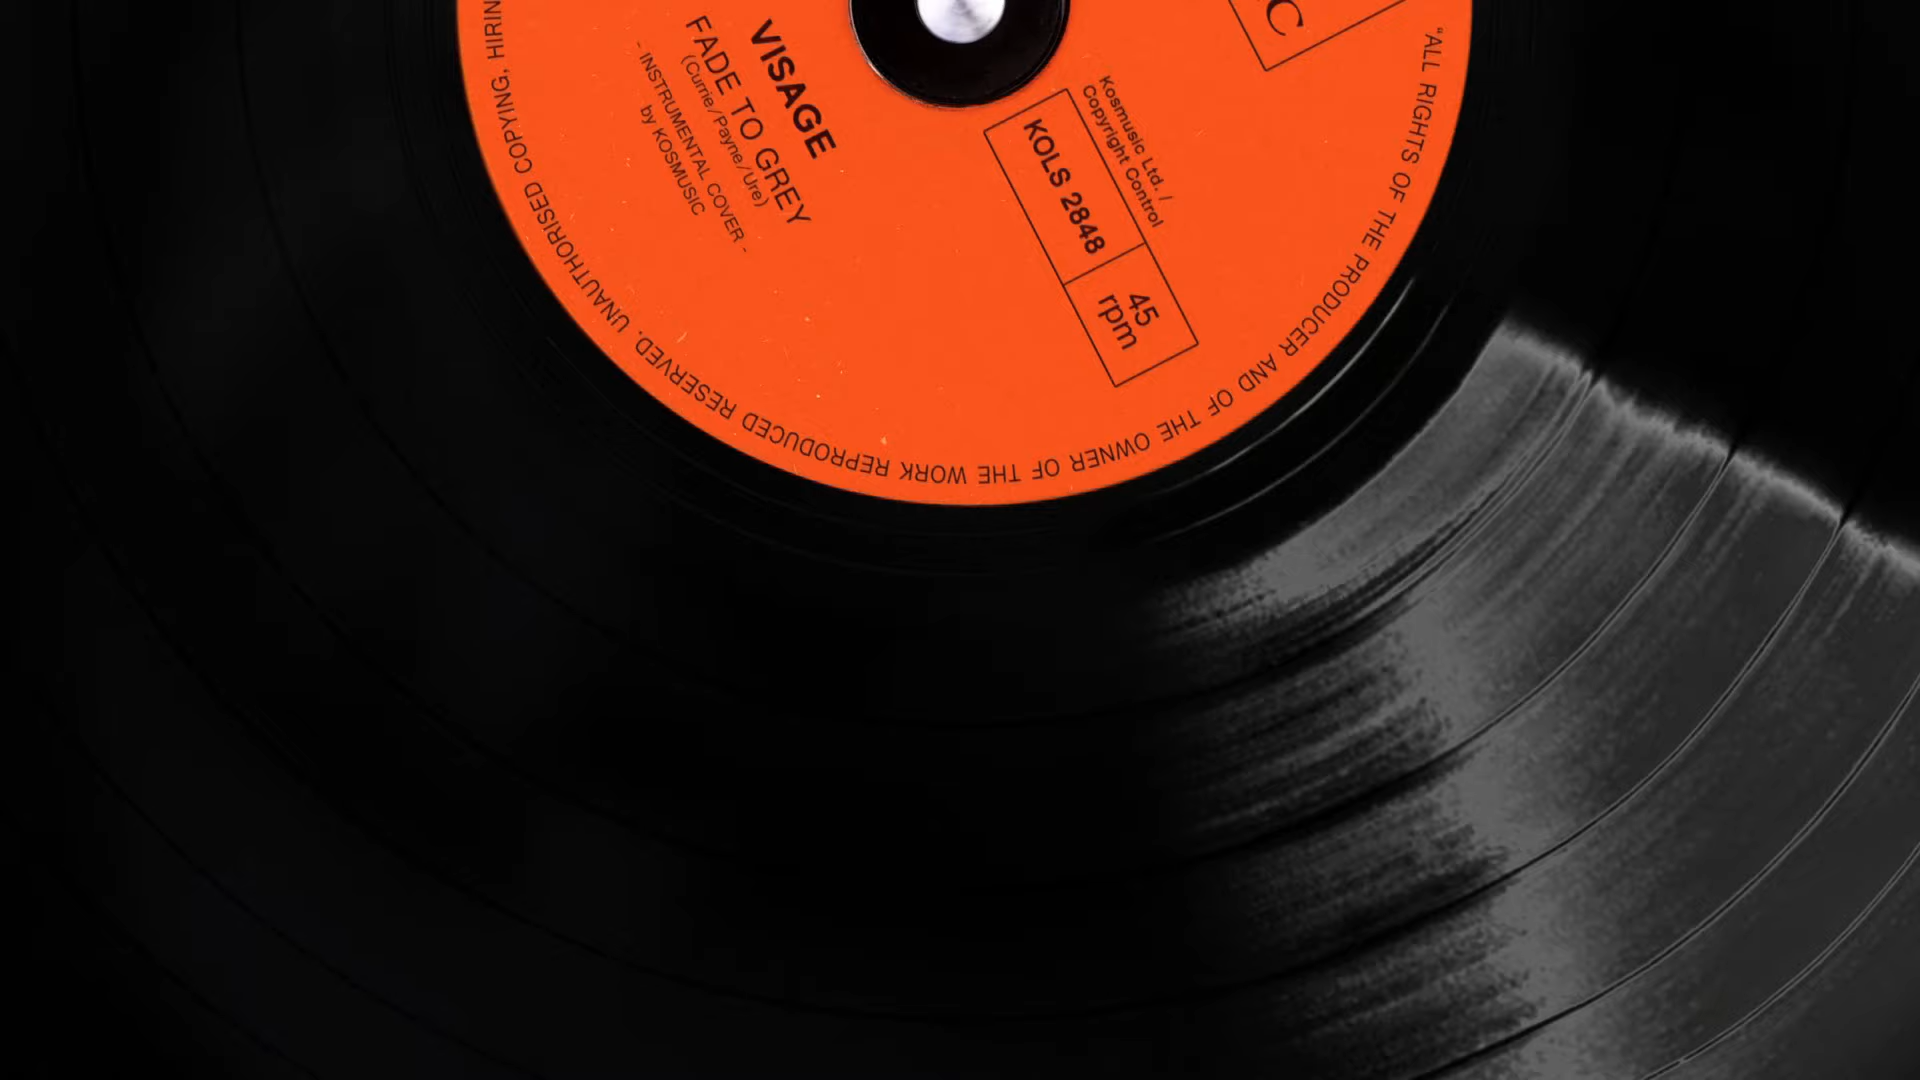 VISAGE
FADE TO GREY
(Currie/Payne/Ure)
- INSTRUMENTAL COVER -
by KOSMUSIC
Kosmusic Ltd. /
Copyright Control
KOLS 2848
45
rpm
C
"ALL RIGHTS OF THE PRODUCER AND OF THE OWNER OF THE WORK REPRODUCED RESERVED. UNAUTHORISED COPYING,